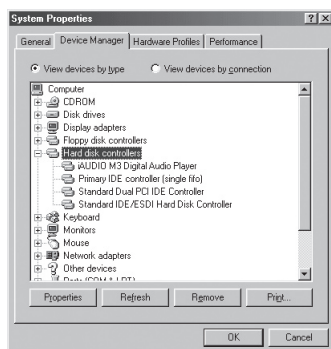 System Properties
General Device Manager Hardware Profiles Performance
View devices by type View devices by connection
Computer
CDROM
Disk drives
Display adapters
Floppy disk controllers
Hard disk controllers
iAUDIO M3 Digital Audio Player
Primary IDE controller (single fifo)
Standard Dual PCI IDE Controller
Standard IDE/ESDI Hard Disk Controller
Keyboard
Monitors
Mouse
Network adapters
Other devices
Ports (COM & LPT)
Properties Refresh Remove Print...
OK Cancel